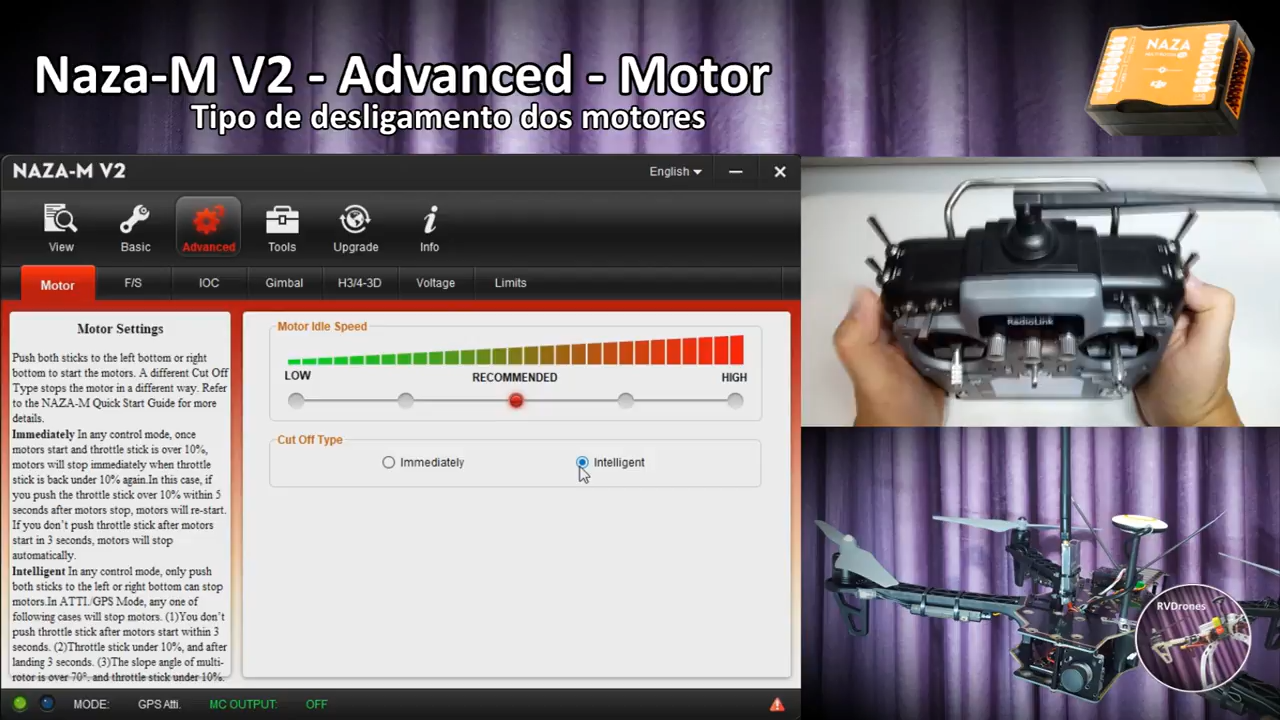 Naza-M V2 - Advanced - Motor
Tipo de desligamento dos motores
NAZA
NAZA-M V2
English
View
Basic
Advanced
Tools
Upgrade
Info
Motor
F/S
IOC
Gimbal
H3/4-3D
Voltage
Limits
Motor Settings
Push both sticks to the left bottom or right
bottom to start the motors. A different Cut Off
Type stops the motor in a different way. Refer
to the NAZA-M Quick Start Guide for more
details.
Immediately In any control mode, once
motors start and throttle stick is over 10%,
motors will stop immediately when throttle
stick is back under 10%.In this case, if
you push the throttle stick over 10% within 5
seconds after motors stop, motors will re-start.
If you don't push throttle stick after motors
start in 3 seconds, motors will stop
automatically.
Intelligent In any control mode, only push
both sticks to the left or right bottom can stop
motors.In ATTI./GPS Mode, any one of
following cases will stop motors. (1)You don't
push throttle stick after motors start within 3
seconds. (2)Throttle stick under 10%, and after
landing 3 seconds. (3)The slope angle of multi-
rotor is over 70°, and throttle stick under 10%.
Motor Idle Speed
LOW
RECOMMENDED
HIGH
Cut Off Type
Immediately
Intelligent
MODE:
GPS Atti.
MC OUTPUT:
OFF
RadioLink
RVDrones